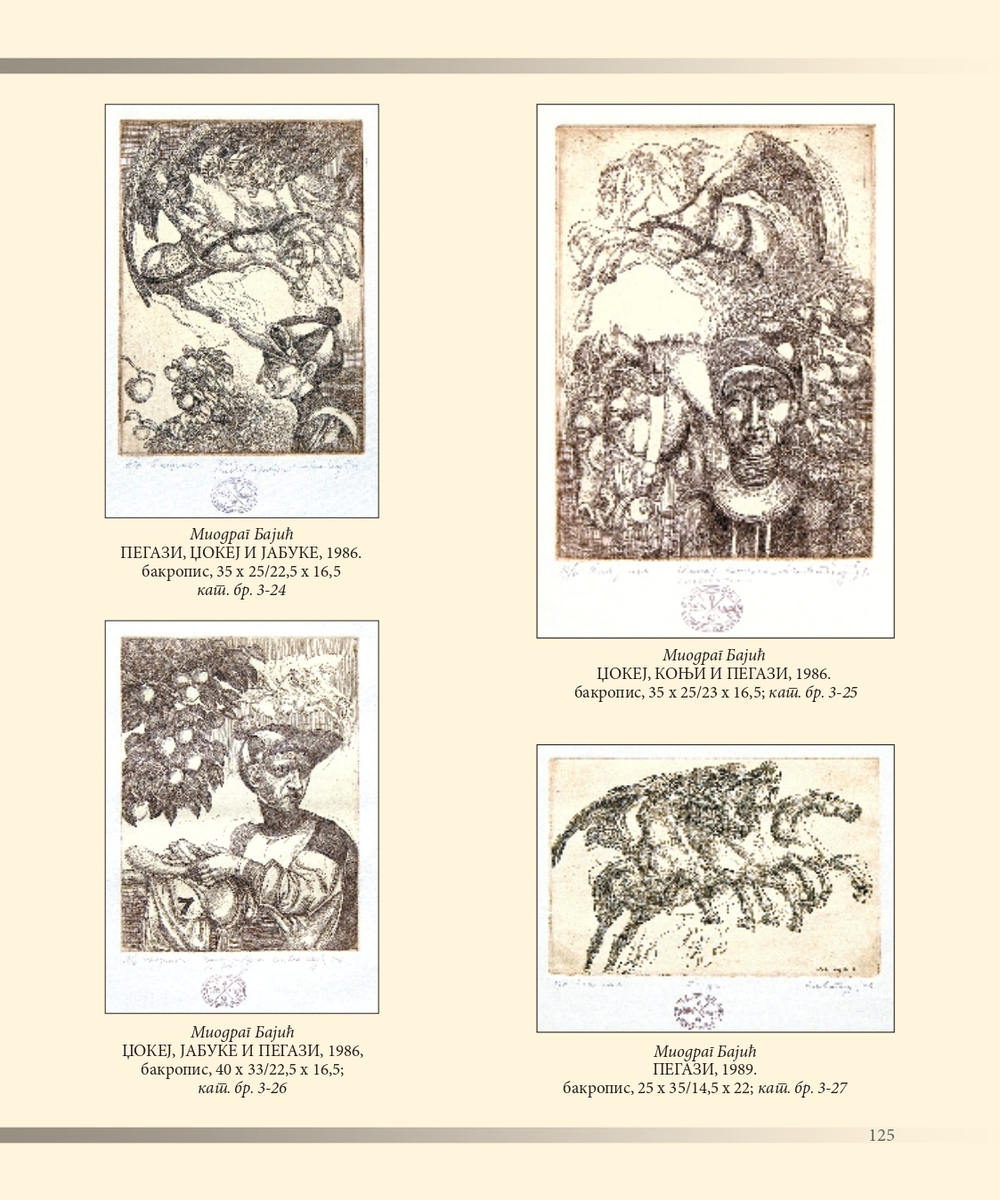 Миодраг Бајић
ПЕГАЗИ, ЏОКЕЈ И ЈАБУКЕ, 1986.
бакропис, 35 x 25/22,5 x 16,5
кат. бр. 3-24
Миодраг Бајић
ЏОКЕЈ, КОЊИ И ПЕГАЗИ, 1986.
бакропис, 35 x 25/23 x 16,5; кат. бр. 3-25
7
Миодраг Бајић
ЏОКЕЈ, ЈАБУКЕ И ПЕГАЗИ, 1986,
бакропис, 40 x 33/22,5 x 16,5;
кат. бр. 3-26
Миодраг Бајић
ПЕГАЗИ, 1989.
бакропис, 25 x 35/14,5 x 22; кат. бр. 3-27
125